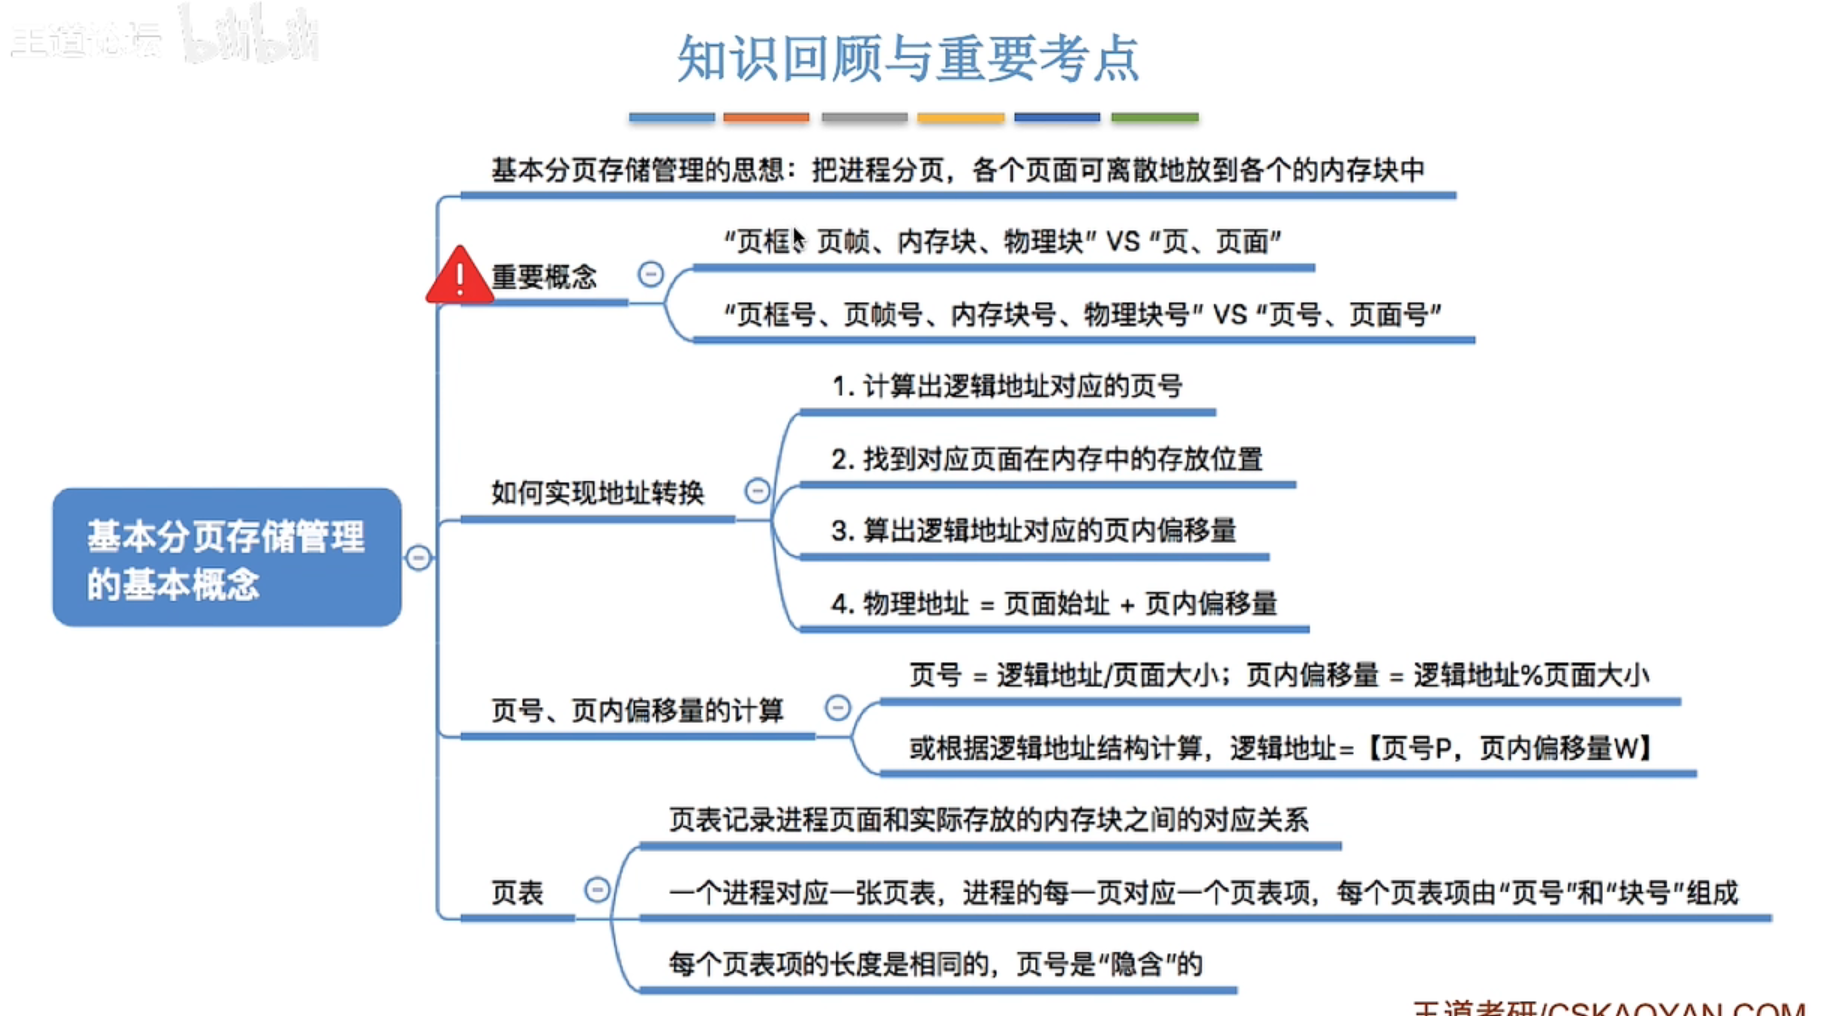 王道论坛 bilibili
知识回顾与重要考点
基本分页存储管理的思想：把进程分页，各个页面可离散地放到各个的内存块中
“页框、页帧、内存块、物理块” VS “页、页面”
重要概念
“页框号、页帧号、内存块号、物理块号” VS “页号、页面号”
1. 计算出逻辑地址对应的页号
2. 找到对应页面在内存中的存放位置
如何实现地址转换
3. 算出逻辑地址对应的页内偏移量
4. 物理地址 = 页面始址 + 页内偏移量
基本分页存储管理
的基本概念
页号 = 逻辑地址/页面大小；页内偏移量 = 逻辑地址%页面大小
页号、页内偏移量的计算
或根据逻辑地址结构计算，逻辑地址=【页号P，页内偏移量W】
页表记录进程页面和实际存放的内存块之间的对应关系
页表
一个进程对应一张页表，进程的每一页对应一个页表项，每个页表项由“页号”和“块号”组成
每个页表项的长度是相同的，页号是“隐含”的
王道考研/CSKAOYAN.COM